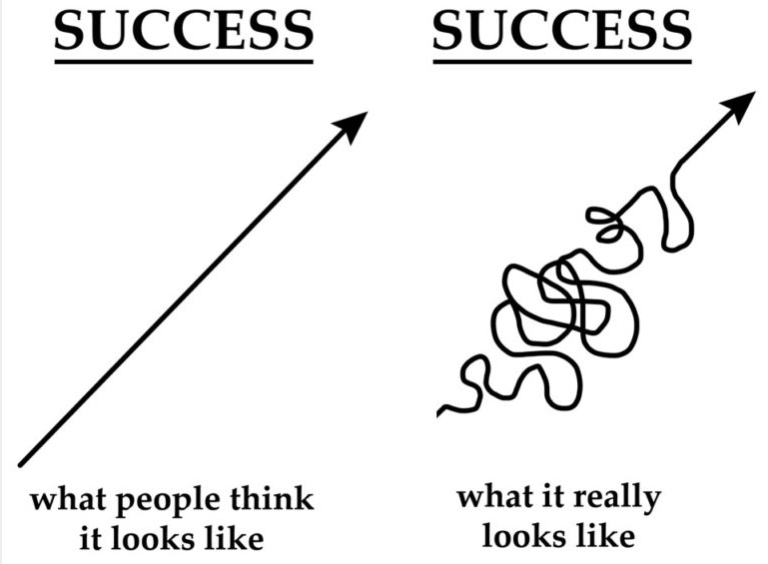 SUCCESS
what people think
it looks like
SUCCESS
what it really
looks like